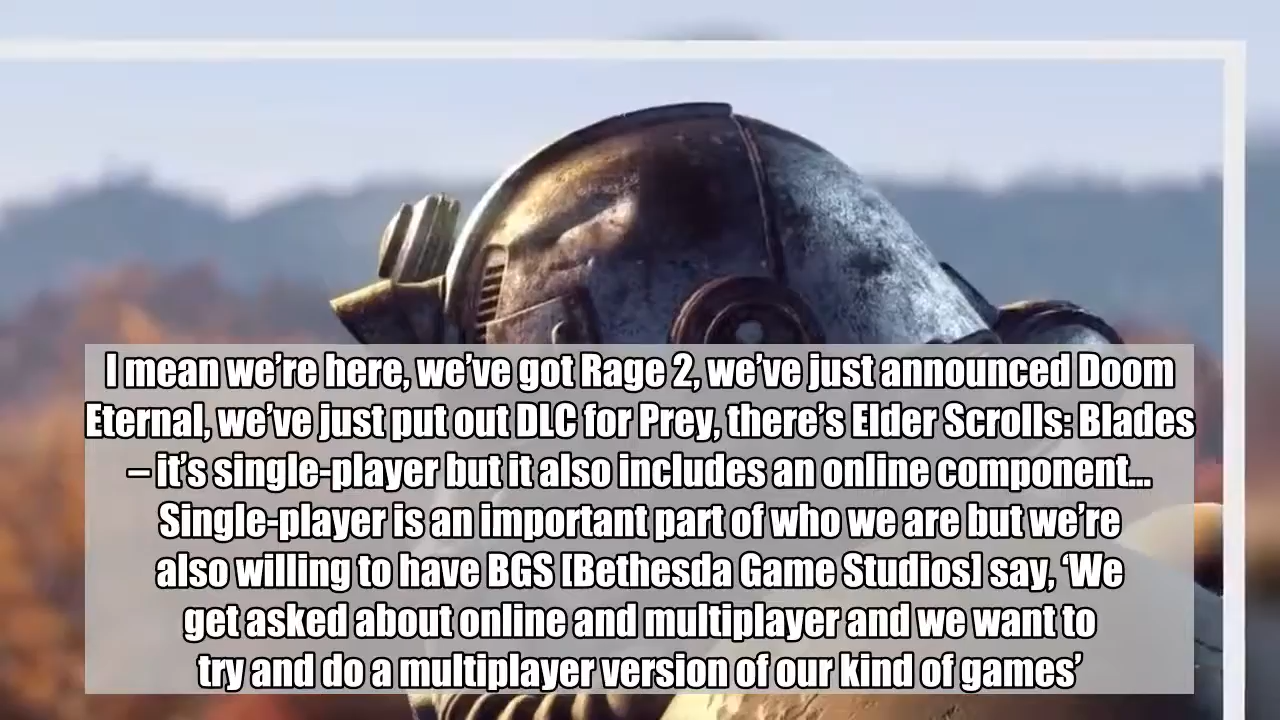 I mean we’re here, we’ve got Rage 2, we’ve just announced Doom
Eternal, we’ve just put out DLC for Prey, there’s Elder Scrolls: Blades
– it’s single-player but it also includes an online component...
Single-player is an important part of who we are but we’re
also willing to have BGS [Bethesda Game Studios] say, ‘We
get asked about online and multiplayer and we want to
try and do a multiplayer version of our kind of games’